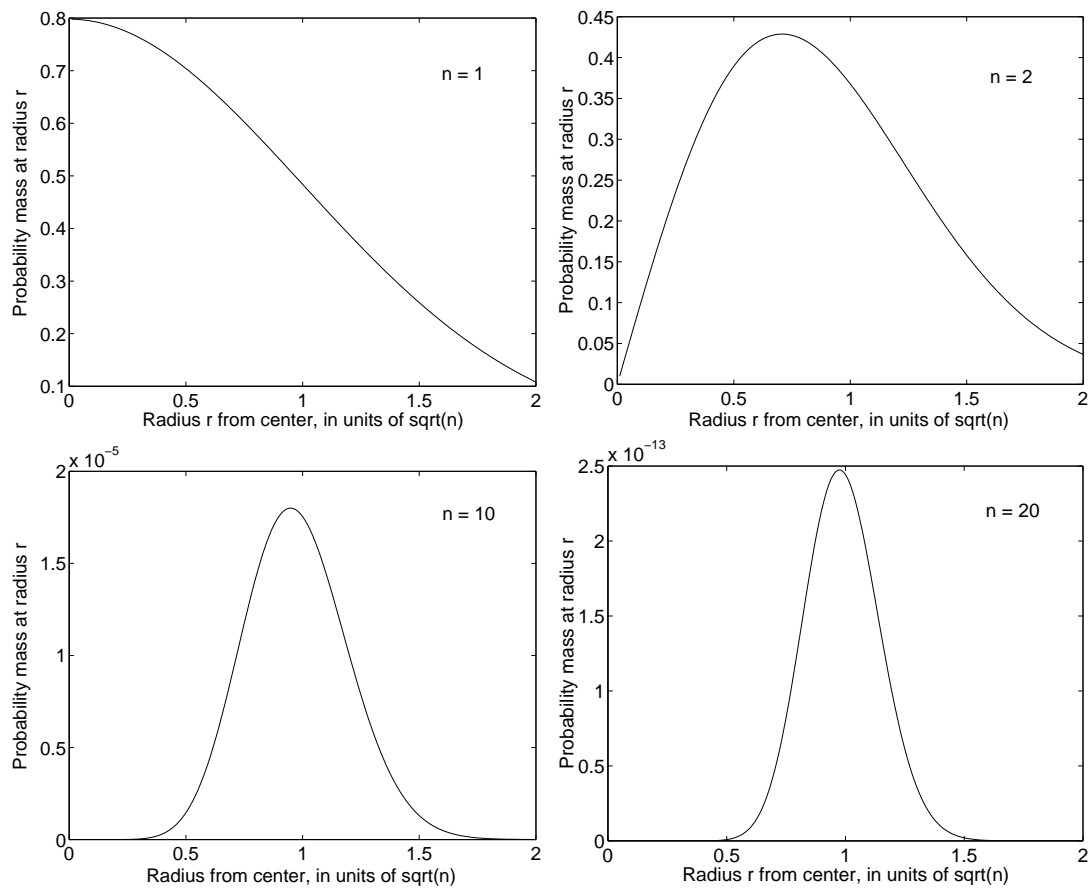 0.8
0.7
0.6
0.5
0.4
0.3
0.2
0.1
Probability mass at radius r
n = 1
0 0.5 1 1.5 2
Radius r from center, in units of sqrt(n)
0.45
0.4
0.35
0.3
0.25
0.2
0.15
0.1
0.05
0
Probability mass at radius r
n = 2
0 0.5 1 1.5 2
Radius r from center, in units of sqrt(n)
x 10⁻⁵
2
1.5
1
0.5
0
Probability mass at radius r
n = 10
0 0.5 1 1.5 2
Radius r from center, in units of sqrt(n)
x 10⁻¹³
2.5
2
1.5
1
0.5
0
Probability mass at radius r
n = 20
0 0.5 1 1.5 2
Radius r from center, in units of sqrt(n)